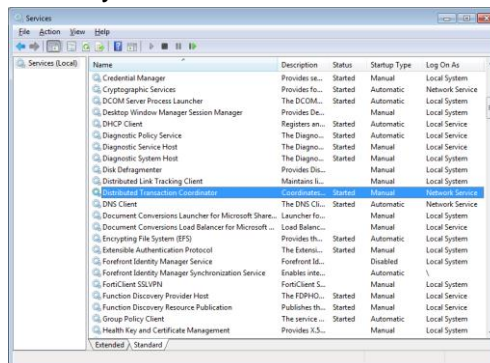 Services
File Action View Help
Services (Local)
Name Description Status Startup Type Log On As
Credential Manager Provides se... Started Manual Local System
Cryptographic Services Provides fo... Started Automatic Network Service
DCOM Server Process Launcher The DCOM... Started Automatic Local System
Desktop Window Manager Session Manager Provides De... Manual Local System
DHCP Client Registers an... Started Automatic Local Service
Diagnostic Policy Service The Diagno... Started Automatic Local Service
Diagnostic Service Host The Diagno... Started Manual Local Service
Diagnostic System Host The Diagno... Started Manual Local System
Disk Defragmenter Provides Dis... Manual Local System
Distributed Link Tracking Client Maintains li... Manual Local System
Distributed Transaction Coordinator Coordinates... Started Manual Network Service
DNS Client The DNS Cli... Started Automatic Network Service
Document Conversions Launcher for Microsoft Share... Launcher fo... Manual Local System
Document Conversions Load Balancer for Microsoft ... Load Balanc... Manual Local Service
Encrypting File System (EFS) Provides th... Started Automatic Local System
Extensible Authentication Protocol The Extensi... Started Manual Local System
Forefront Identity Manager Service Forefront Id... Disabled Local System
Forefront Identity Manager Synchronization Service Enables inte... Automatic \
FortiClient SSLVPN FortiClient S... Manual Local System
Function Discovery Provider Host The FDPHO... Started Manual Local Service
Function Discovery Resource Publication Publishes th... Started Manual Local Service
Group Policy Client The service ... Started Automatic Local System
Health Key and Certificate Management Provides X.5... Manual Local System
Extended Standard